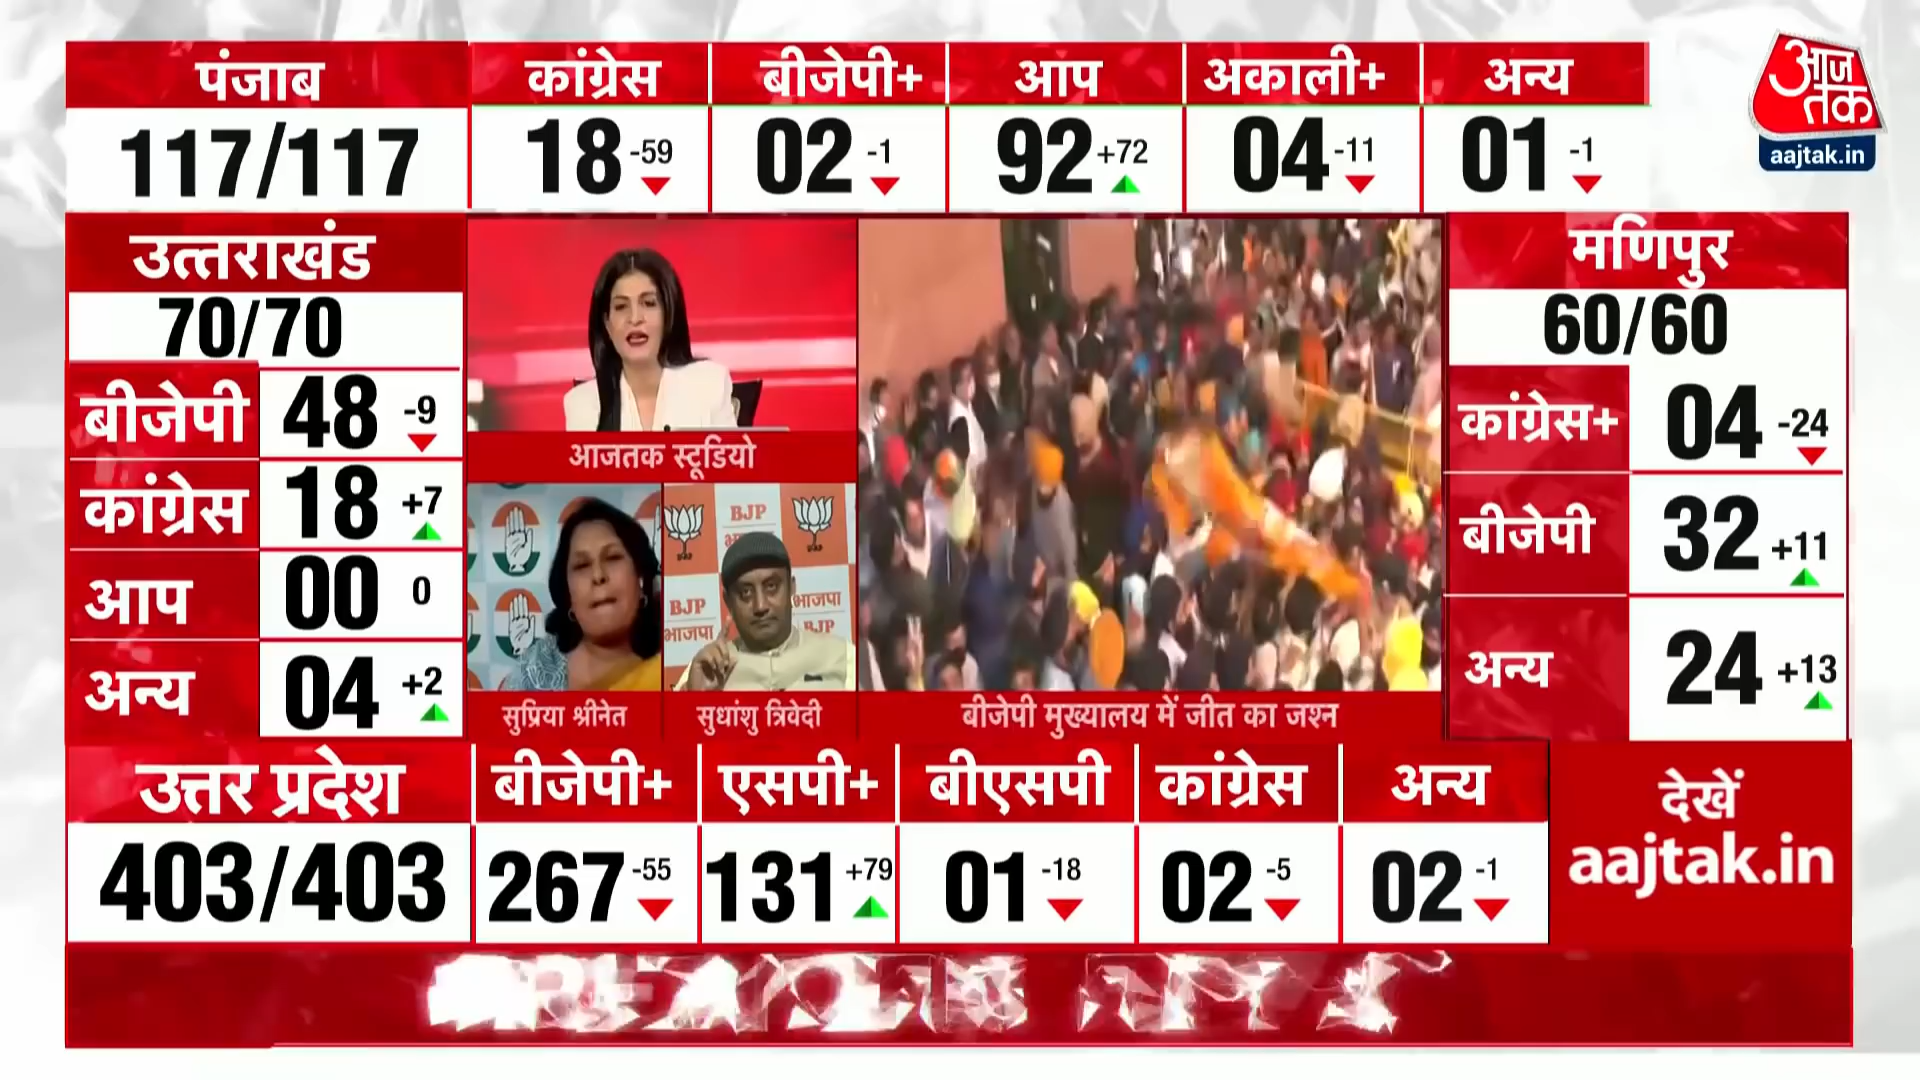 पंजाब
117/117
कांग्रेस
18 -59
बीजेपी+
02 -1
आप
92 +72
अकाली+
04 -11
अन्य
01 -1
आज
तक
aajtak.in
उत्तराखंड
70/70
बीजेपी 48 -9
कांग्रेस 18 +7
आप 00 0
अन्य 04 +2
आजतक स्टूडियो
BJP
BJP
भाजपा
भाजपा
BJP
सुप्रिया श्रीनेत
सुधांशु त्रिवेदी
बीजेपी मुख्यालय में जीत का जश्न
मणिपुर
60/60
कांग्रेस+ 04 -24
बीजेपी 32 +11
अन्य 24 +13
उत्तर प्रदेश
403/403
बीजेपी+
267 -55
एसपी+
131 +79
बीएसपी
01 -18
कांग्रेस
02 -5
अन्य
02 -1
देखें
aajtak.in